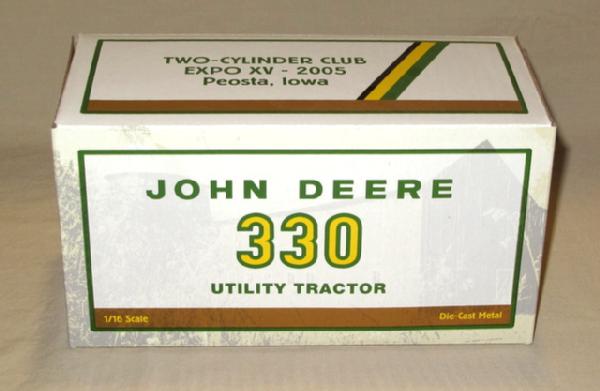 TWO-CYLINDER CLUB
EXPO XV - 2005
Peosta, Iowa
JOHN DEERE
330
UTILITY TRACTOR
1/16 Scale
Die-Cast Metal